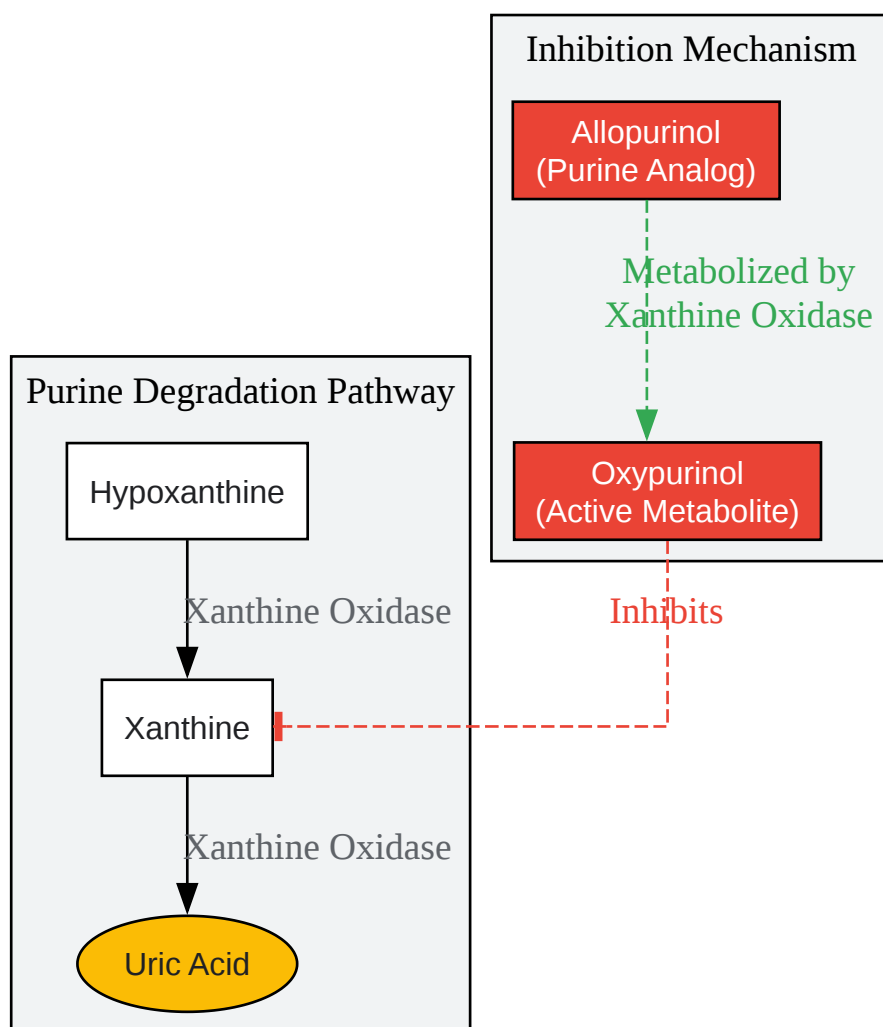 Inhibition Mechanism
Allopurinol
(Purine Analog)
Metabolized by
Xanthine Oxidase
Oxypurinol
(Active Metabolite)
Inhibits
Purine Degradation Pathway
Hypoxanthine
Xanthine Oxidase
Xanthine
Xanthine Oxidase
Uric Acid